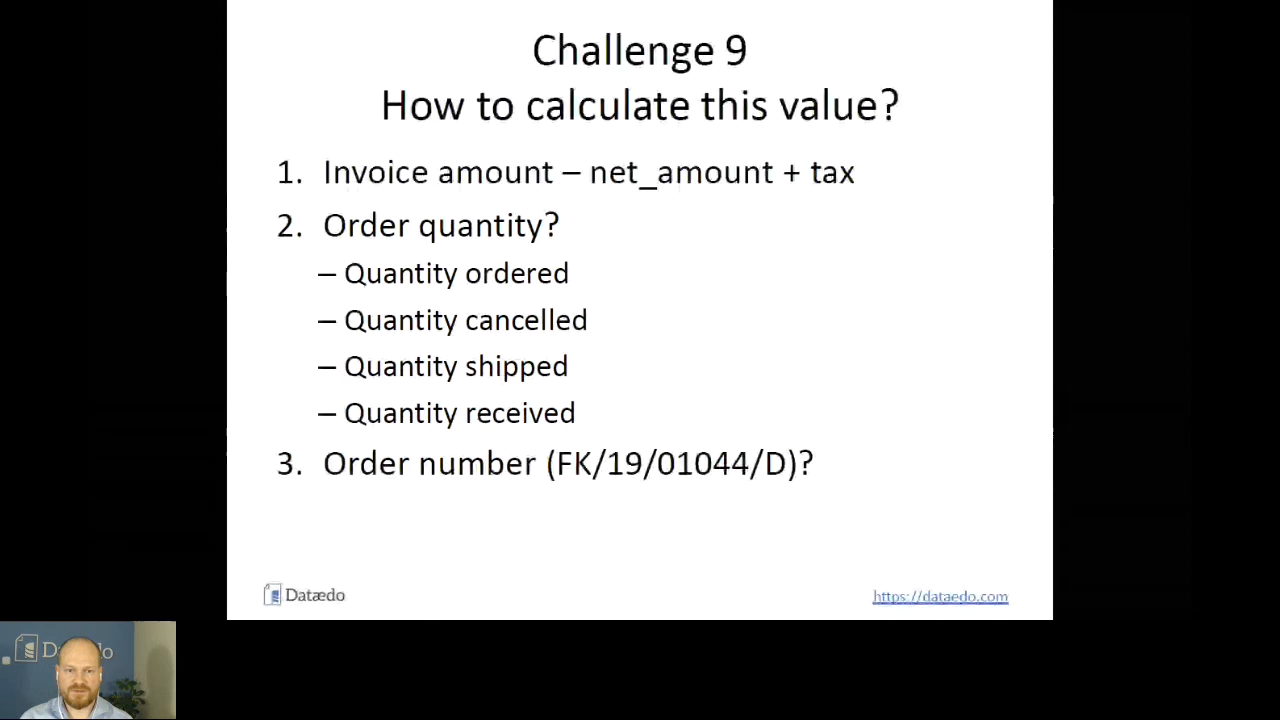 Challenge 9
How to calculate this value?
1. Invoice amount – net_amount + tax
2. Order quantity?
– Quantity ordered
– Quantity cancelled
– Quantity shipped
– Quantity received
3. Order number (FK/19/01044/D)?
Datædo
https://dataedo.com